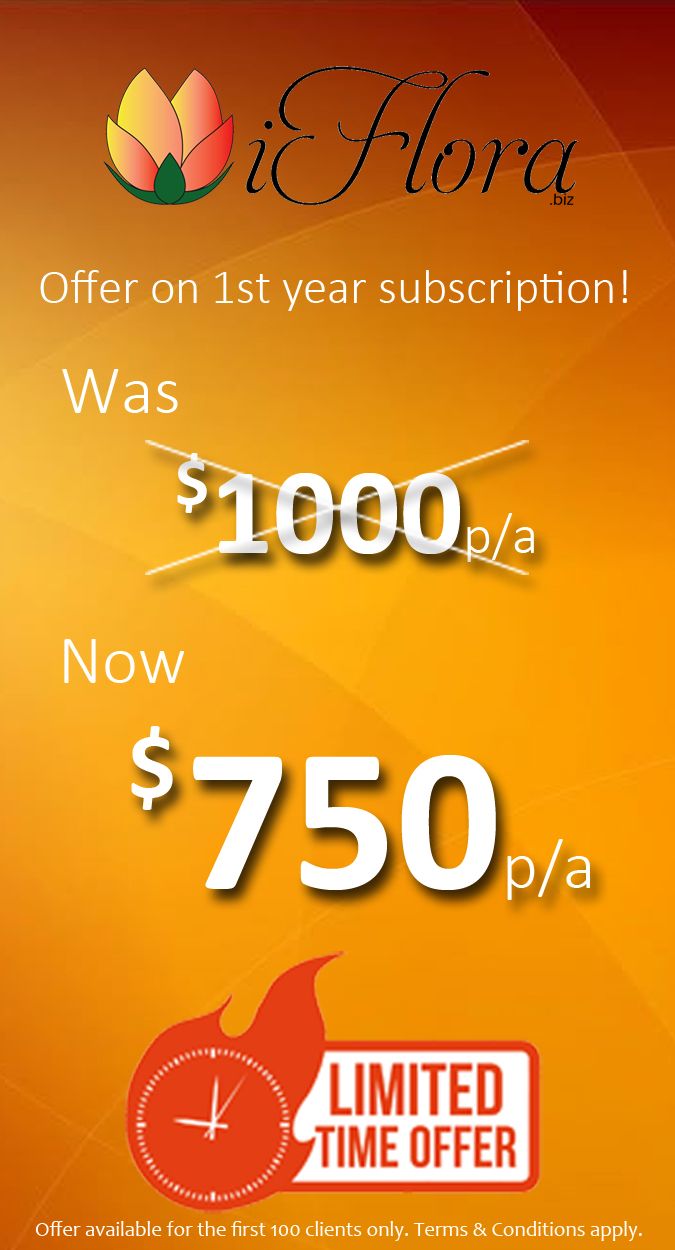 iFlora
.biz
Offer on 1st year subscription!
Was
$1000p/a
Now
$750p/a
LIMITED
TIME OFFER
Offer available for the first 100 clients only. Terms & Conditions apply.